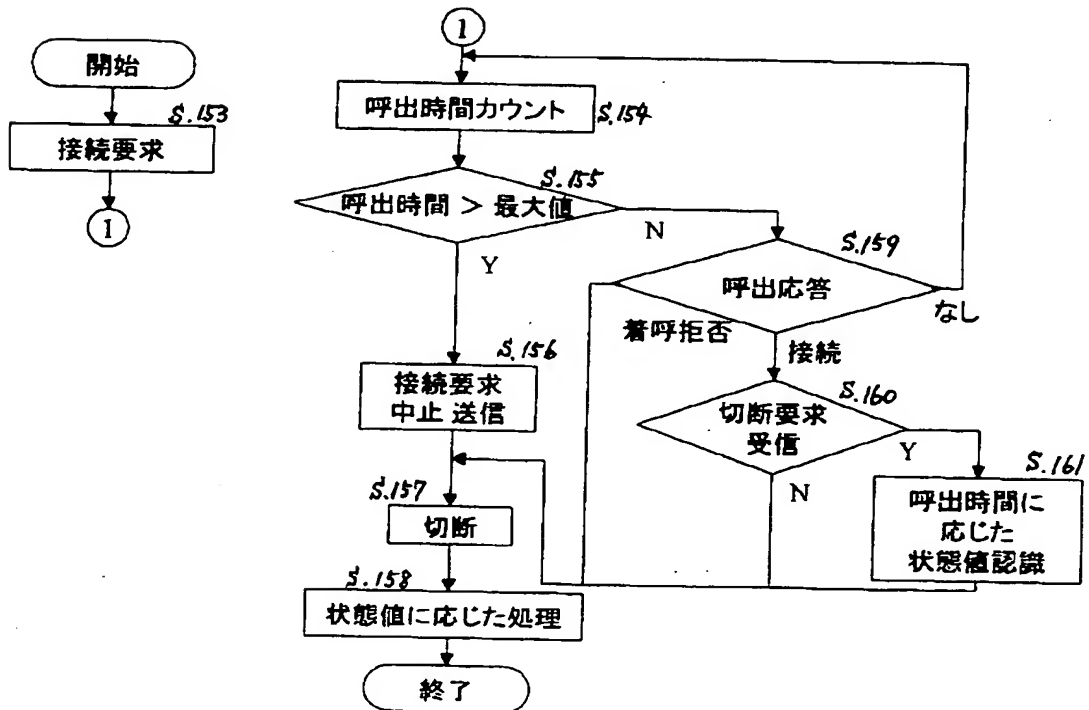 開始
S.153
接続要求
1
1
呼出時間カウント
S.154
S.155
呼出時間 > 最大値
N
Y
S.159
呼出応答
なし
着呼拒否
接続
S.156
接続要求
中止 送信
S.160
切断要求
受信
Y
N
S.161
呼出時間に
応じた
状態値認識
S.157
切断
S.158
状態値に応じた処理
終了